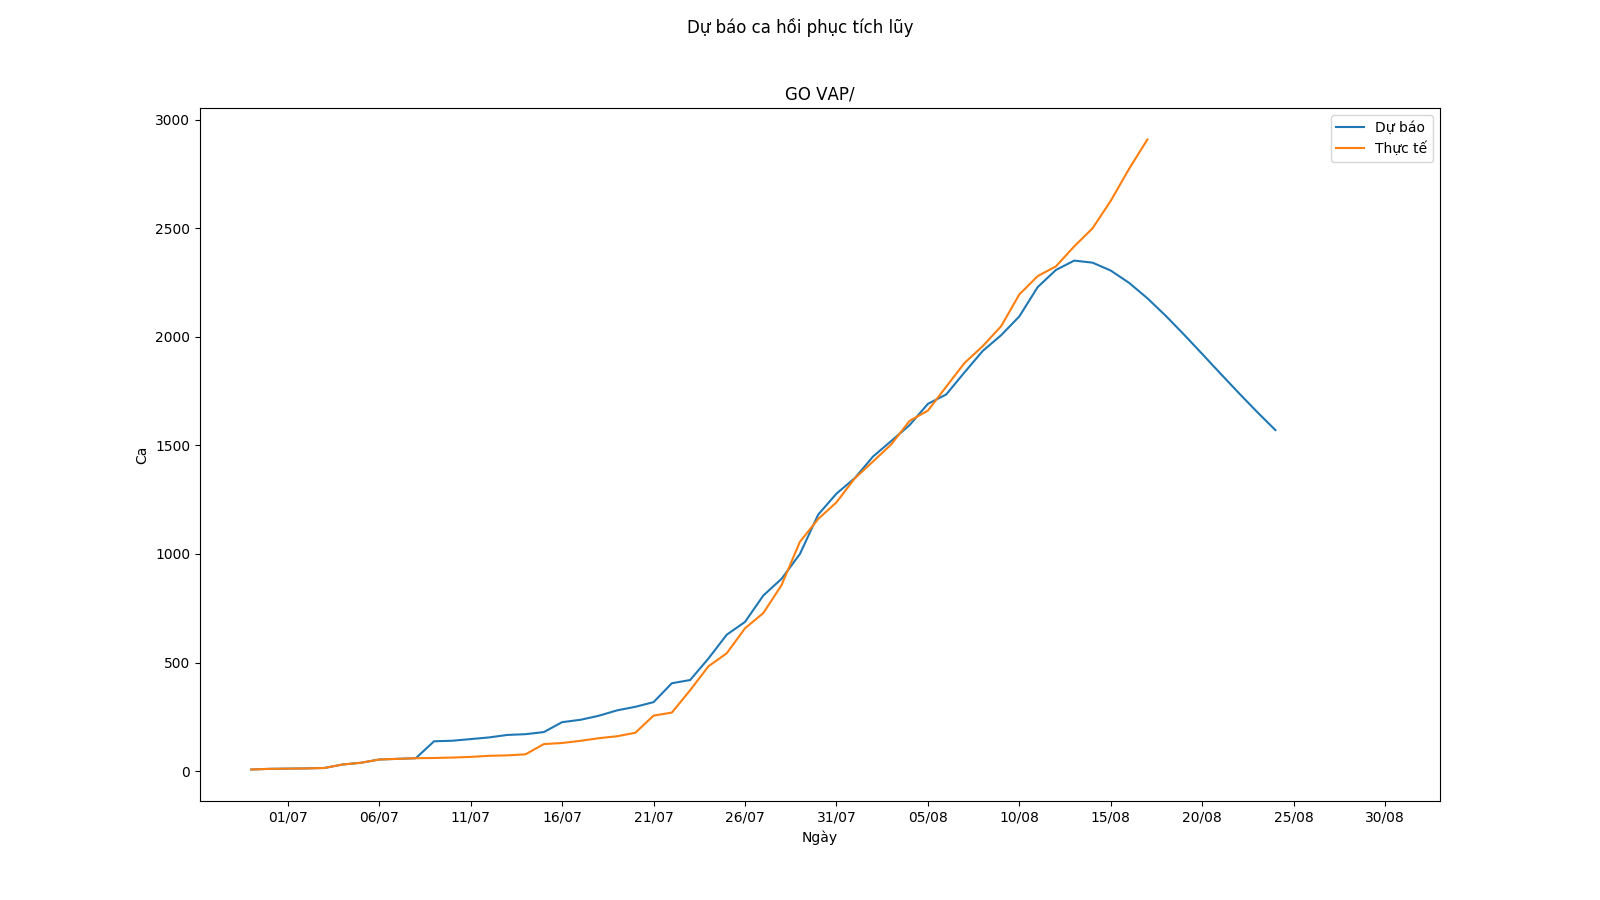 Dự báo ca hồi phục tích lũy
GO VAP/
Dự báo
Thực tế
3000
2500
2000
1500
1000
500
0
Ca
01/07 06/07 11/07 16/07 21/07 26/07 31/07 05/08 10/08 15/08 20/08 25/08 30/08
Ngày